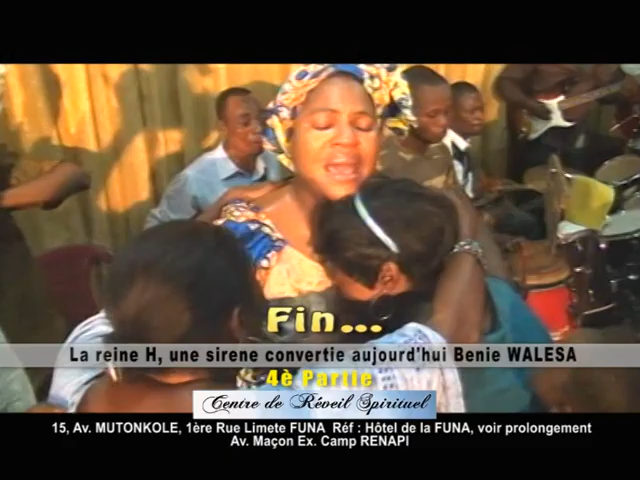 Fin...
La reine H, une sirene convertie aujourd'hui Benie WALESA
4è Partie
Centre de Réveil Spirituel
15, Av. MUTONKOLE, 1ère Rue Limete FUNA Réf : Hôtel de la FUNA, voir prolongement
Av. Maçon Ex. Camp RENAPI